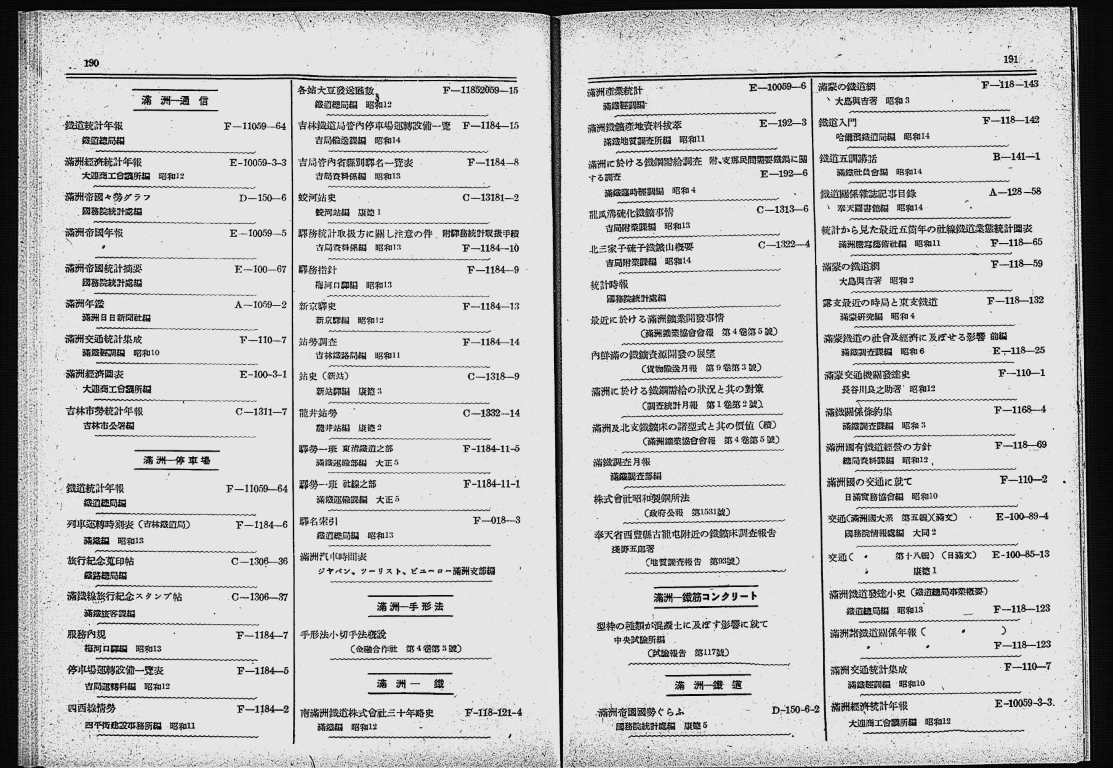 190
滿洲―通信
鐵道統計年報 F―11059―64
鐵道總局編
滿洲經濟統計年報 E―10059―3―3
大連商工會議所編 昭和12
滿洲帝國々勢グラフ D―150―6
國務院統計處編
滿洲帝國年報 E―10059―5
滿洲帝國統計摘要 E―100―67
國務院統計處編
滿洲年鑑 A―1059―2
滿洲日日新聞社編
滿洲交通統計集成 F―110―7
滿鐵經調編 昭和10
滿洲經濟圖表 E―100―3―1
大連商工會議所編
吉林市勢統計年報 C―1311―7
吉林市公署編
滿洲―停車場
鐵道統計年報 F―11059―64
鐵道總局編
列車運轉時刻表(吉林鐵道局) F―1184―6
滿鐵編 昭和13
旅行紀念蒐印帖 C―1306―36
鐵路總局編
滿鐵線旅行紀念スタンプ帖 C―1306―37
滿鐵旅客課編
服務內規 F―1184―7
梅河口驛編 昭和13
停車場運轉設備一覽表 F―1184―5
吉局運轉科編 昭和12
四西線情勢 F―1184―2
四平街建設事務所編 昭和11
各站大豆發送噸數 F―11852059―15
鐵道總局編 昭和12
吉林鐵道局管內停車場運轉設備一覽 F―1184―15
吉局輸送課編 昭和14
吉局管內省縣別驛名一覽表 F―1184―8
吉局資料係編 昭和13
蛟河站史 C―13181―2
蛟河站編 康德1
驛務統計取扱方に關し注意の件 附驛務統計取扱手續
吉局資料係編 昭和13 F―1184―10
驛務指針 F―1184―9
梅河口驛編 昭和13
新京驛史 F―1184―13
新京驛編 昭和12
站勢調査 F―1184―14
吉林鐵路局編 昭和11
站史(新站) C―1318―9
新站驛編 康德3
龍井站勢 C―1332―14
龍井站編 康德2
驛勢一班 東清鐵道之部 F―1184―11―5
滿鐵運輸部編 大正5
驛勢一班 社線之部 F―1184―11―1
滿鐵運輸課編 大正5
驛名索引 F―018―3
鐵道總局編 昭和13
滿洲汽車時間表
ジヤパン、ツーリスト、ビユーロー滿洲支部編
滿洲―手形法
手形法小切手法概說
(金融合作社 第4卷第3號)
滿洲―鐵
南滿洲鐵道株式會社三十年略史 F―118―121―4
滿鐵編 昭和12
191
滿洲產業統計 E―10059―6
滿鐵經調編
滿洲鐵鑛產地資料拔萃 E―192―3
滿鐵地質調查所編 昭和11
滿洲に於ける鐵鋼需給調査 附、支那民間需要鐵鋼に關
する調査 E―192―6
滿鐵臨時經調編 昭和4
龍鳳溝硫化鐵鑛事情 C―1313―6
吉局附業課編 昭和13
北三家子硫子鐵鑛山概要 C―1322―4
吉局附業課編 昭和14
統計時報
國務院統計處編
最近に於ける滿洲鑛業開發事情
(滿洲鑛業協會會報 第4卷第5號)
內鮮滿の鐵鑛資源開發の展望
(貨物輸送月報 第9卷第3號)
滿洲に於ける鐵鋼需給の狀況と其の對策
(調查統計月報 第1卷第2號)
滿洲及北支鐵鑛床の諸型式と其の價値(續)
(滿洲鑛業協會會報 第4卷第5號)
滿鐵調査月報
滿鐵調査部編
株式會社昭和製鋼所法
(政府公報 第1531號)
奉天省西豐縣古龍屯附近の鐵鑛床調査報告
淺野五郎著
(地質調査報告 第93號)
滿洲―鐵筋コンクリート
型枠の種類が混凝土に及ぼす影響に就て
中央試驗所編
(試驗報告 第117號)
滿洲―鐵道
滿洲帝國國勢ぐらふ D―150―6―2
國務院統計處編 康德5
滿蒙の鐵道網 F―118―143
大島與吉著 昭和3
鐵道入門 F―118―142
哈爾濱鐵道局編 昭和14
鐵道五訓講話 B―141―1
滿鐵社員會編 昭和14
鐵道關係雜誌記事目錄 A―128―58
奉天圖書館編 昭和14
統計から見た最近五箇年の社線鐵道業態統計圖表
昭和11 F―118―65
滿蒙の鐵道網 F―118―59
大島與吉著 昭和2
露支最近の時局と東支鐵道 F―118―132
滿蒙研究編 昭和4
滿蒙鐵道の社會及經濟に及ぼせる影響 前編
滿鐵調査課編 昭和6 E―118―25
滿蒙交通機關發達史 F―110―1
長谷川良之助著 昭和12
滿鐵關係條約集 F―1168―4
滿鐵調査課編 昭和3
滿洲國有鐵道經營の方針 F―118―69
總局資料課編 昭和12
滿洲國の交通に就て F―110―2
日滿實務協會編 昭和10
交通(滿洲國大系 第五輯)(滿文) E―100―89―4
國務院情報處編 大同2
交通( 〃 第十八輯)(日滿文) E―100―85―13
康德1
滿洲鐵道發達小史(鐵道總局事業概要)
鐵道總局編 昭和13 F―118―123
滿洲諸鐵道關係年報( 〃 )
〃 F―118―123
滿洲交通統計集成 F―110―7
滿鐵經調編 昭和10
滿洲經濟統計年報 E―10059―3―3
大連商工會議所編 昭和12